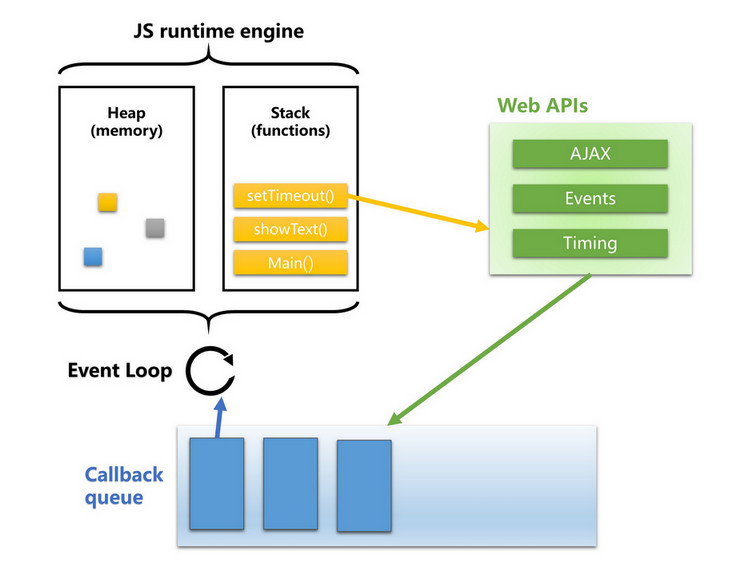 JS runtime engine
Heap
(memory)
Stack
(functions)
setTimeout()
showText()
Main()
Web APIs
AJAX
Events
Timing
Event Loop
Callback
queue